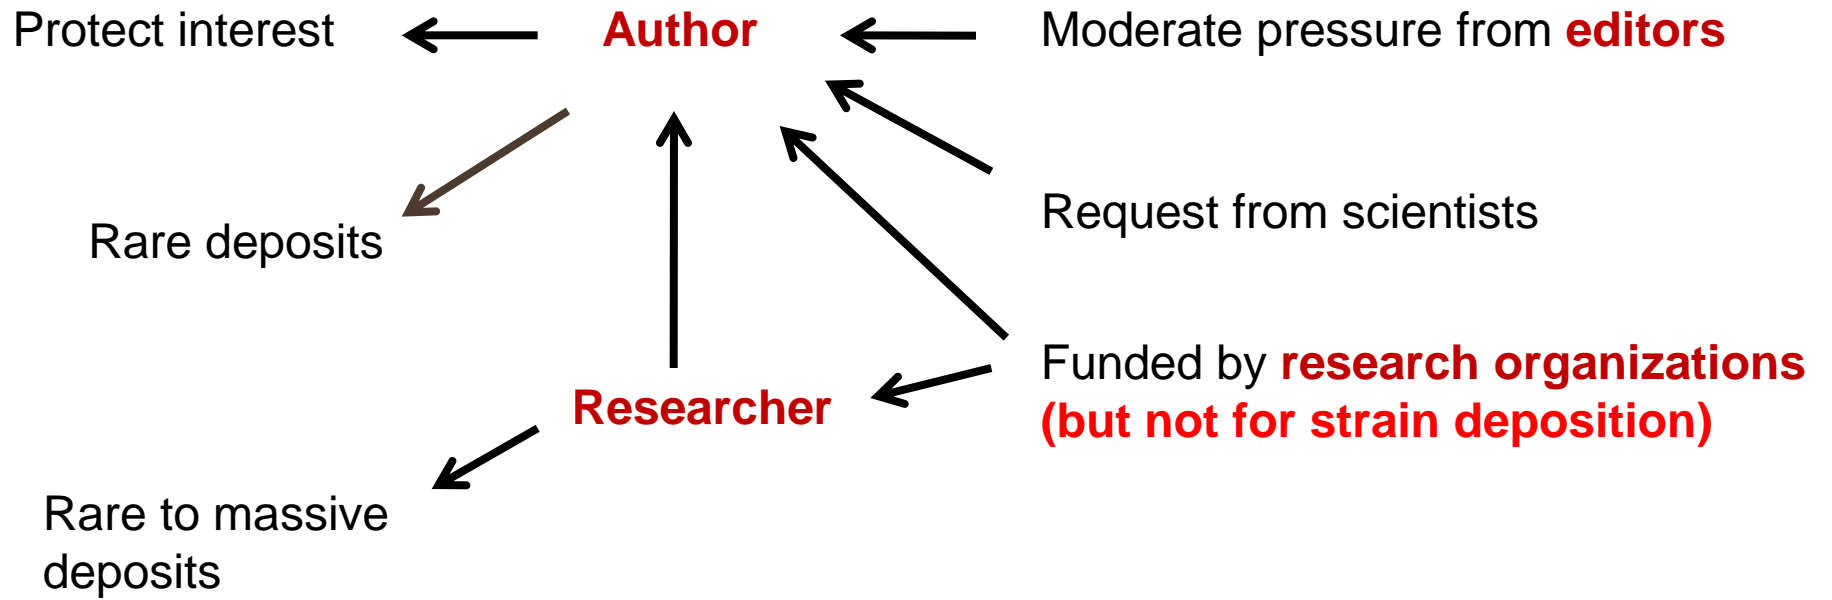 Protect interest
Author
Moderate pressure from editors
Request from scientists
Rare deposits
Funded by research organizations
(but not for strain deposition)
Researcher
Rare to massive
deposits